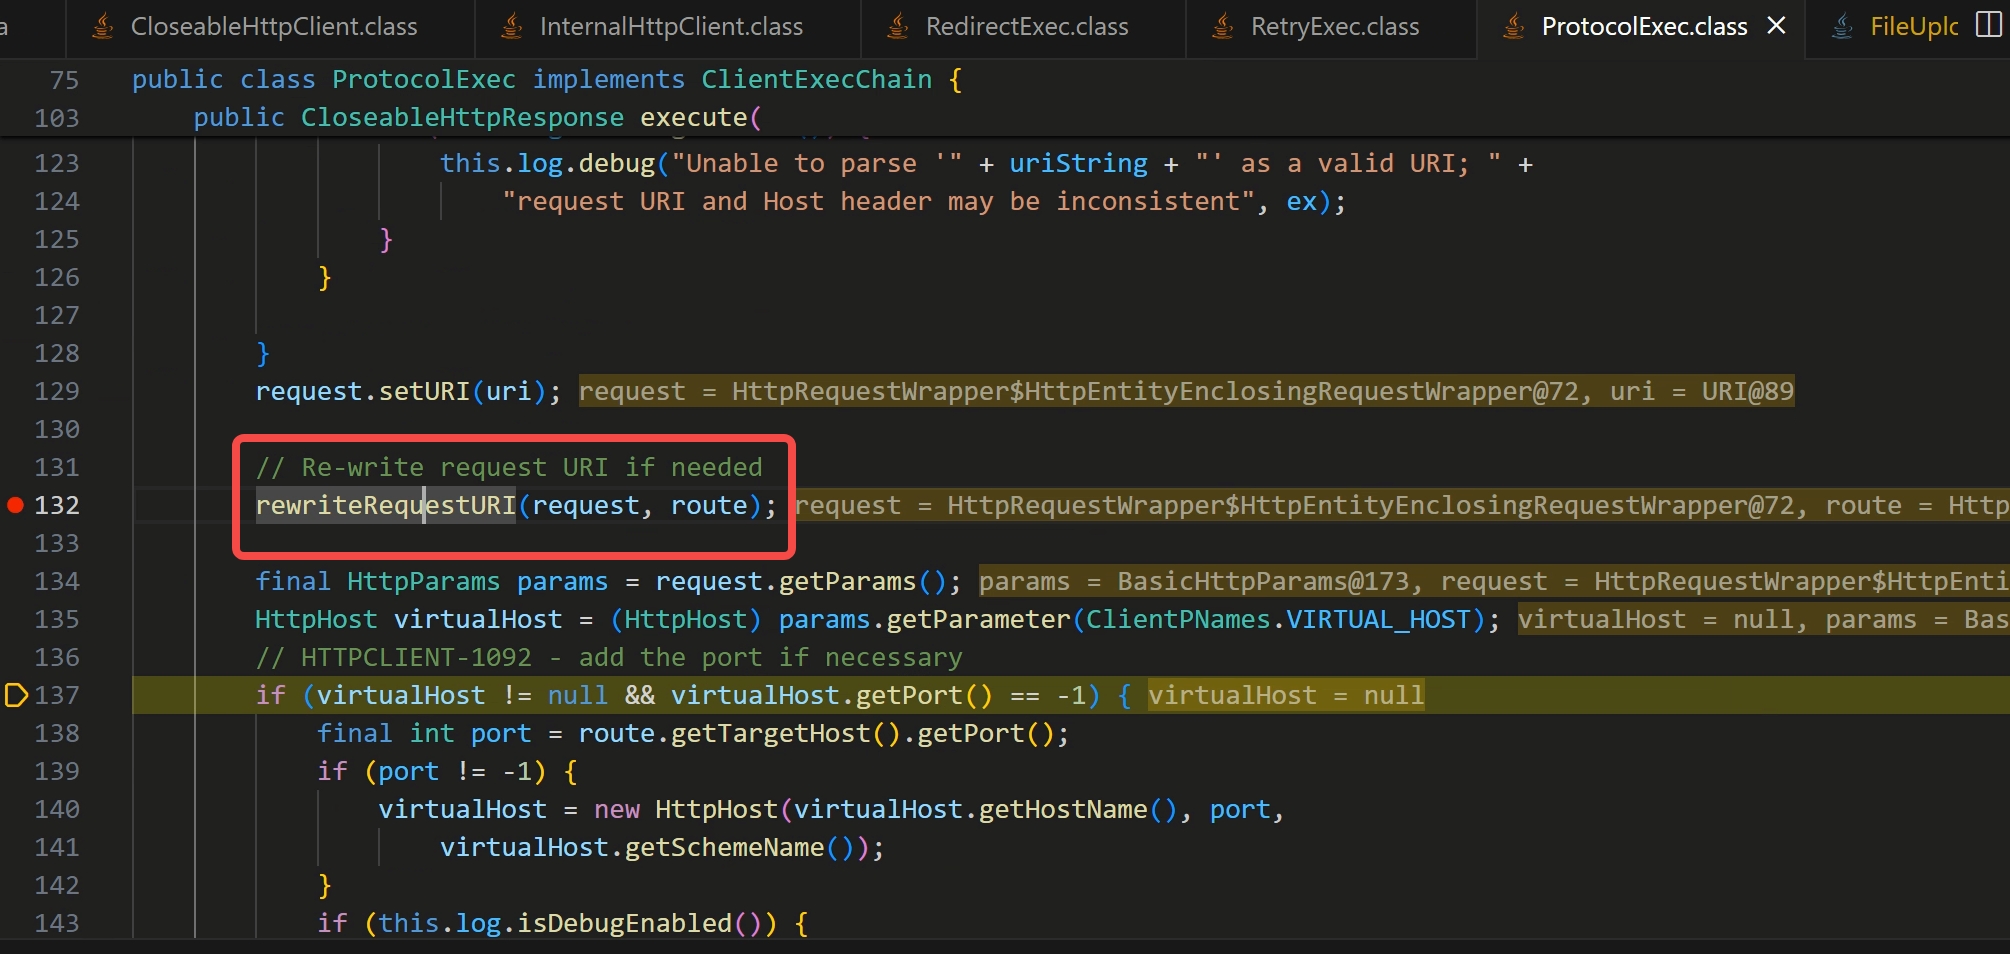 a CloseableHttpClient.class InternalHttpClient.class RedirectExec.class RetryExec.class ProtocolExec.class × FileUplc
75 public class ProtocolExec implements ClientExecChain {
103 public CloseableHttpResponse execute(
123 this.log.debug("Unable to parse '" + uriString + "' as a valid URI; " +
124 "request URI and Host header may be inconsistent", ex);
125 }
126 }
127
128 }
129 request.setURI(uri); request = HttpRequestWrapper$HttpEntityEnclosingRequestWrapper@72, uri = URI@89
130
131 // Re-write request URI if needed
132 rewriteRequestURI(request, route); request = HttpRequestWrapper$HttpEntityEnclosingRequestWrapper@72, route = Http
133
134 final HttpParams params = request.getParams(); params = BasicHttpParams@173, request = HttpRequestWrapper$HttpEnti
135 HttpHost virtualHost = (HttpHost) params.getParameter(ClientPNames.VIRTUAL_HOST); virtualHost = null, params = Bas
136 // HTTPCLIENT-1092 - add the port if necessary
137 if (virtualHost != null && virtualHost.getPort() == -1) { virtualHost = null
138 final int port = route.getTargetHost().getPort();
139 if (port != -1) {
140 virtualHost = new HttpHost(virtualHost.getHostName(), port,
141 virtualHost.getSchemeName());
142 }
143 if (this.log.isDebugEnabled()) {